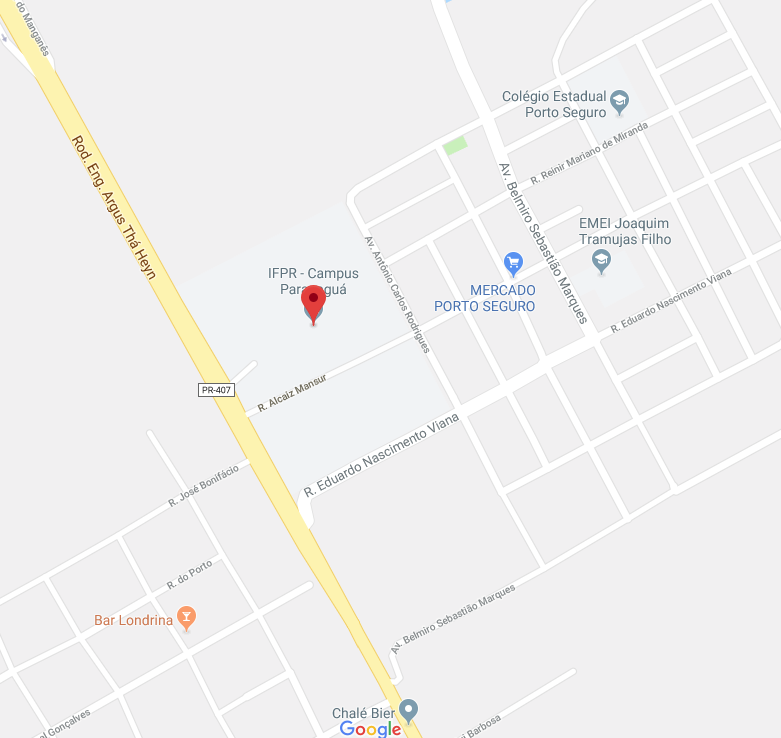 do Manganês
Colégio Estadual
Porto Seguro
R. Reinir Mariano de Miranda
Rod. Eng. Argus Thá Heyn
Av. Belmiro Sebastião Marques
EMEI Joaquim
Tramujas Filho
Av. Antônio Carlos Rodrigues
IFPR - Campus
MERCADO
PORTO SEGURO
R. Eduardo Nascimento Viana
PR-407
R. Alcaiz Mansur
R. Eduardo Nascimento Viana
R. José Bonifácio
R. do Porto
Bar Londrina
Av. Belmiro Sebastião Marques
Chalé Bier
Gonçalves
Barbosa
Google